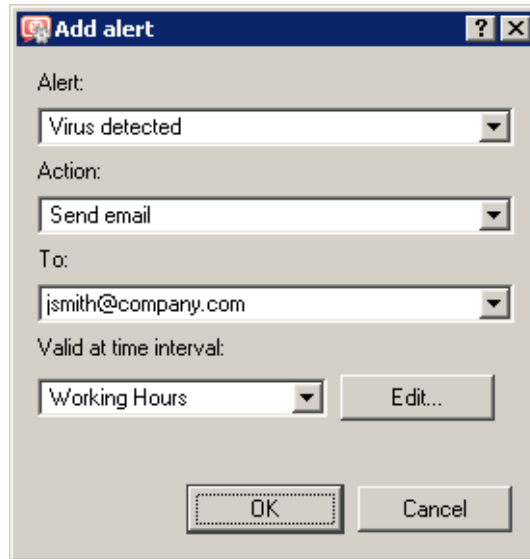 Add alert
Alert:
Virus detected
Action:
Send email
To:
jsmith@company.com
Valid at time interval:
Working Hours
Edit...
OK
Cancel